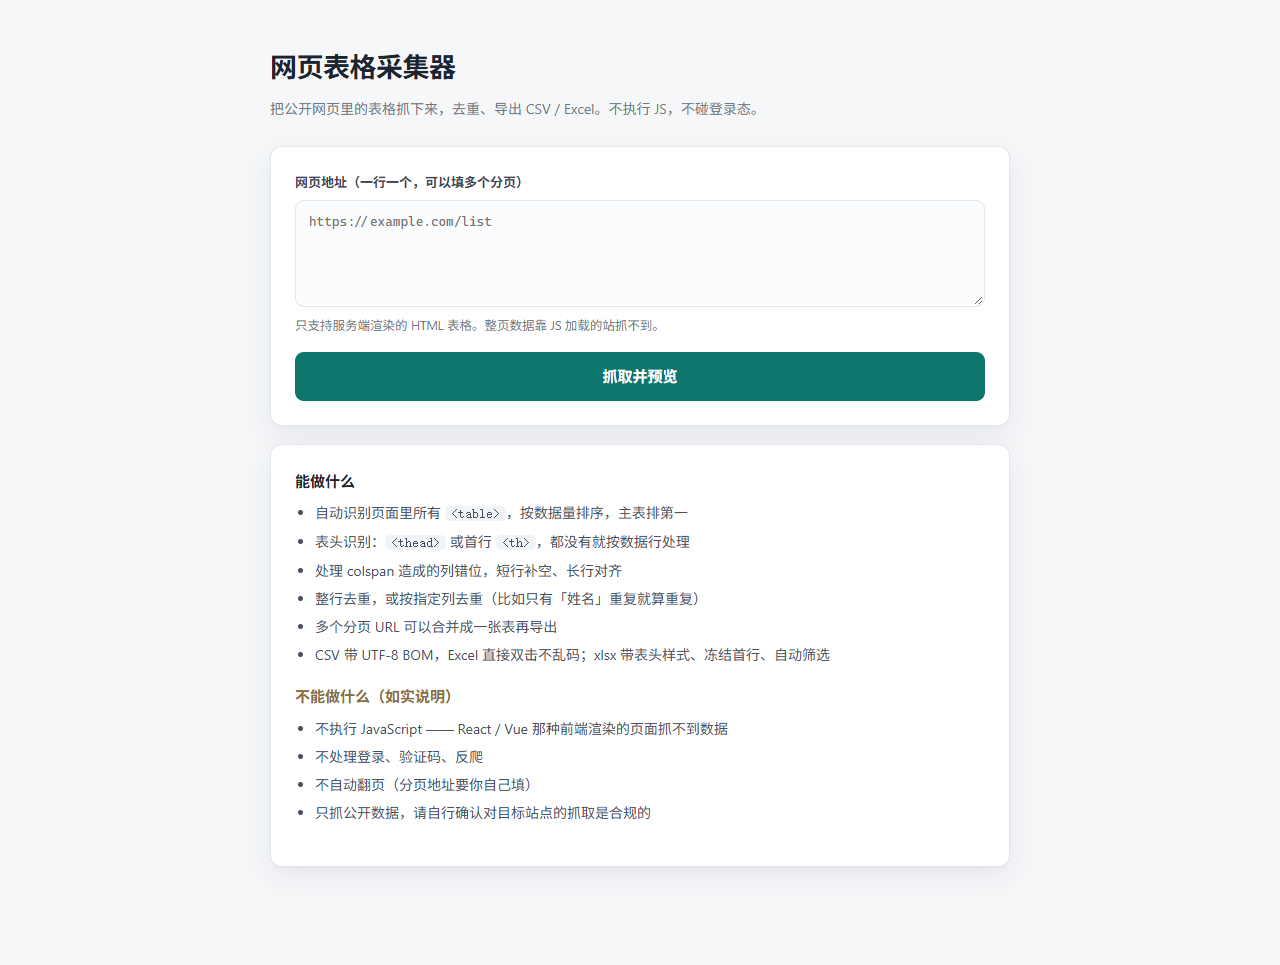 网页表格采集器
把公开网页里的表格抓下来，去重、导出 CSV / Excel。不执行 JS，不碰登录态。
网页地址（一行一个，可以填多个分页）
https://example.com/list
只支持服务端渲染的 HTML 表格。整页数据靠 JS 加载的站抓不到。
抓取并预览
能做什么
自动识别页面里所有 <table>，按数据量排序，主表排第一
表头识别：<thead> 或首行 <th>，都没有就按数据行处理
处理 colspan 造成的列错位，短行补空、长行对齐
整行去重，或按指定列去重（比如只有「姓名」重复就算重复）
多个分页 URL 可以合并成一张表再导出
CSV 带 UTF-8 BOM，Excel 直接双击不乱码；xlsx 带表头样式、冻结首行、自动筛选
不能做什么（如实说明）
不执行 JavaScript —— React / Vue 那种前端渲染的页面抓不到数据
不处理登录、验证码、反爬
不自动翻页（分页地址要你自己填）
只抓公开数据，请自行确认对目标站点的抓取是合规的